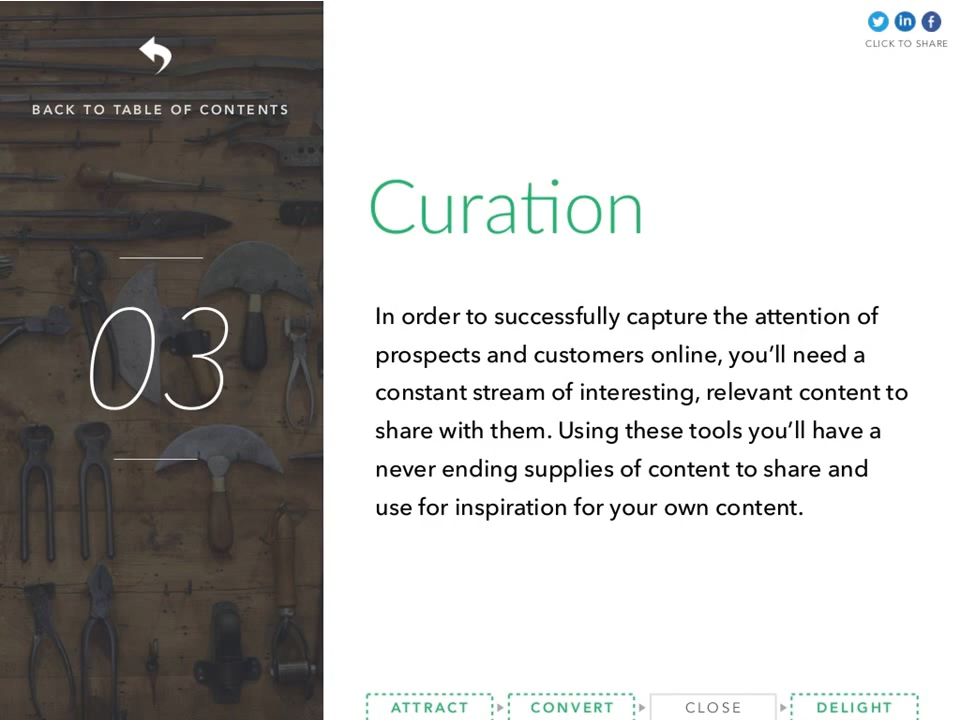 BACK TO TABLE OF CONTENTS
03
in f
CLICK TO SHARE
Curation
In order to successfully capture the attention of
prospects and customers online, you’ll need a
constant stream of interesting, relevant content to
share with them. Using these tools you’ll have a
never ending supplies of content to share and
use for inspiration for your own content.
ATTRACT CONVERT CLOSE DELIGHT